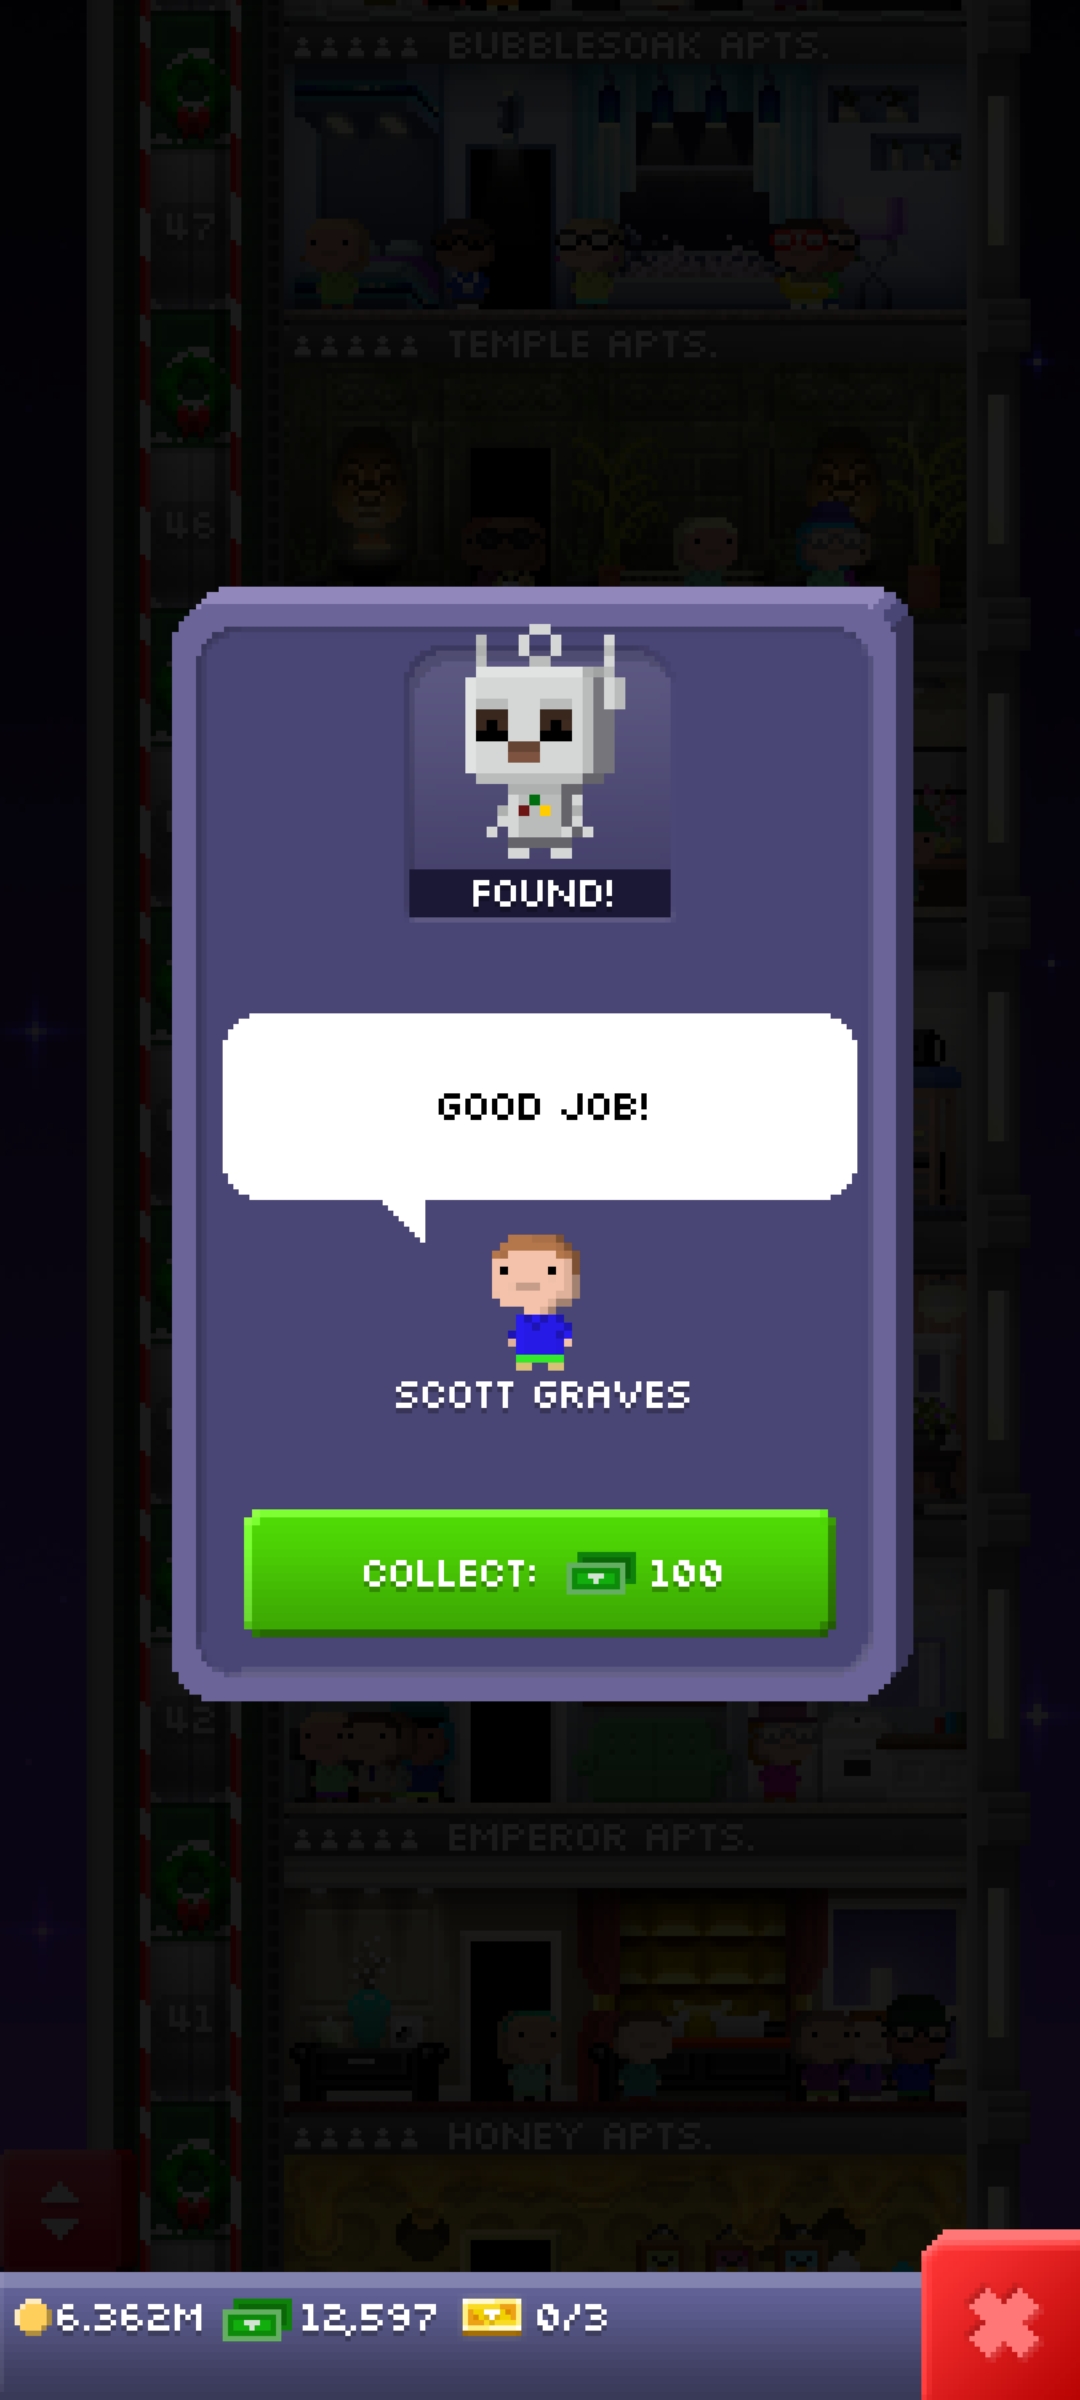 BUBBLESOAK APTS.
47
TEMPLE APTS.
46
FOUND!
GOOD JOB!
SCOTT GRAVES
COLLECT: 100
42
EMPEROR APTS.
41
HONEY APTS.
6.362M 12,597 0/3